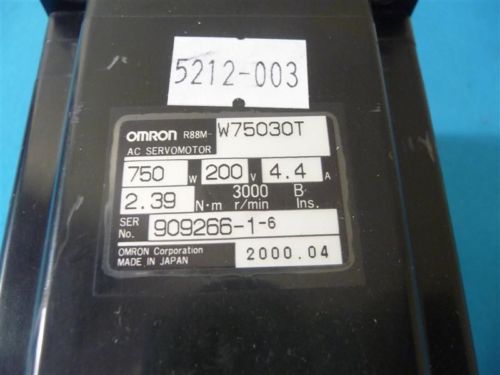 5212-003
OMRON R88M-W75030T
AC SERVOMOTOR
750 W 200 V 4.4 A
2.39 N·m 3000 r/min B Ins.
SER No. 909266-1-6
OMRON Corporation
MADE IN JAPAN 2000.04